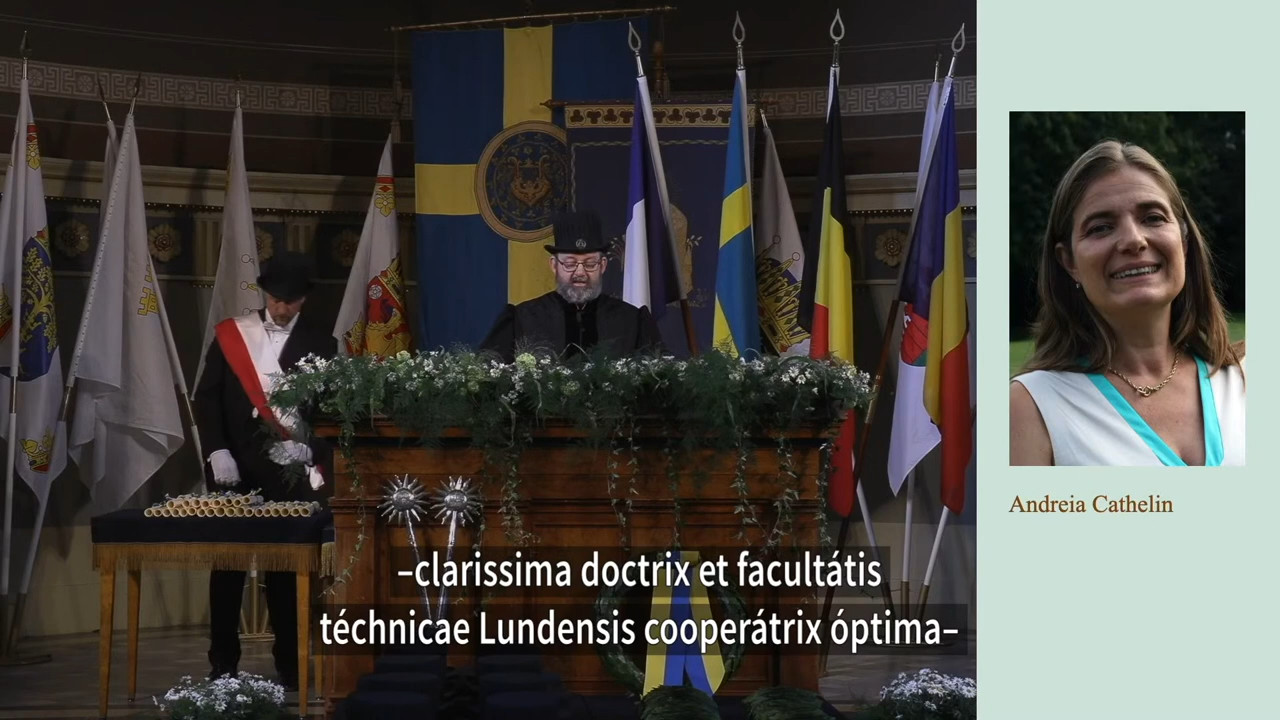 –clarissima doctrix et facultátis
téchnicae Lundensis cooperátrix óptima–
Andreia Cathelin